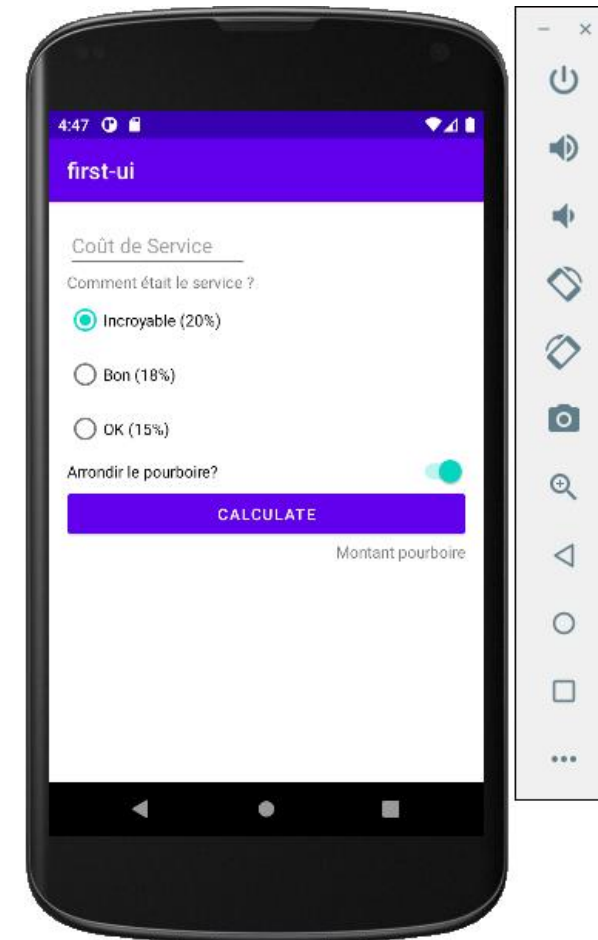 4:47
first-ui
Coût de Service
Comment était le service ?
Incroyable (20%)
Bon (18%)
OK (15%)
Arrondir le pourboire?
CALCULATE
Montant pourboire